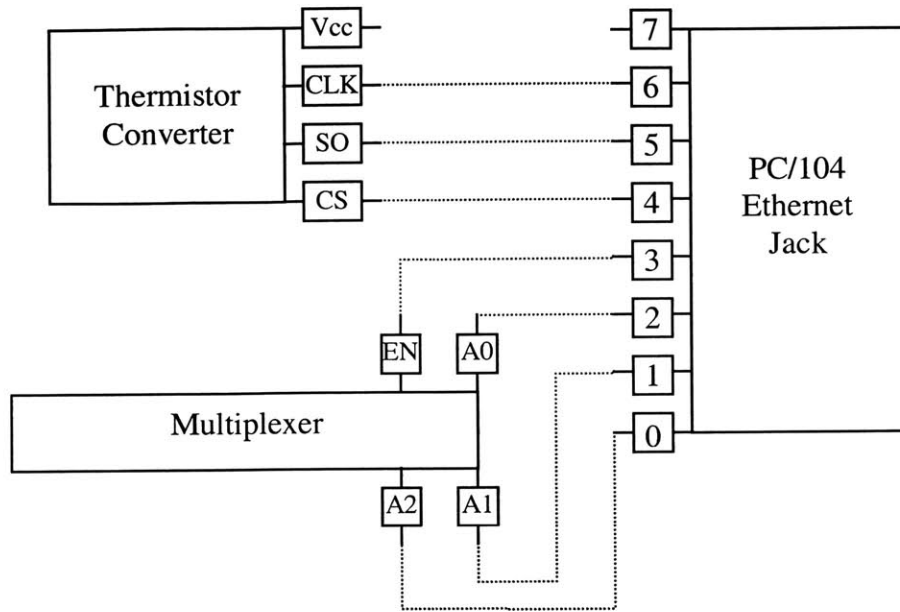 Thermistor
Converter
Vcc
CLK
SO
CS
7
6
5
4
3
2
1
0
PC/104
Ethernet
Jack
EN
A0
Multiplexer
A2
A1